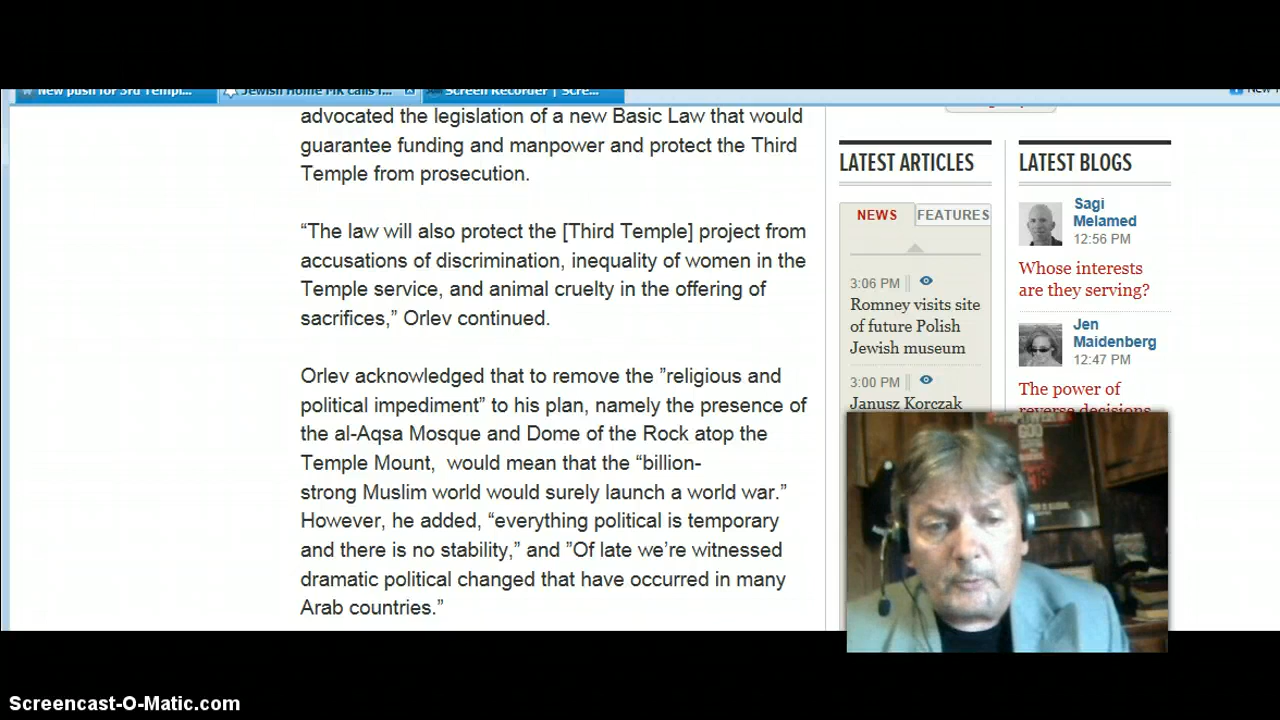 New push for 3rd Templ...
Jewish Home MK calls f...
Screen Recorder | Scre...
New
advocated the legislation of a new Basic Law that would
guarantee funding and manpower and protect the Third
Temple from prosecution.
“The law will also protect the [Third Temple] project from
accusations of discrimination, inequality of women in the
Temple service, and animal cruelty in the offering of
sacrifices,” Orlev continued.
Orlev acknowledged that to remove the ”religious and
political impediment” to his plan, namely the presence of
the al-Aqsa Mosque and Dome of the Rock atop the
Temple Mount,  would mean that the “billion-
strong Muslim world would surely launch a world war.”
However, he added, “everything political is temporary
and there is no stability,” and ”Of late we’re witnessed
dramatic political changed that have occurred in many
Arab countries.”
LATEST ARTICLES
NEWS
FEATURES
3:06 PM
Romney visits site
of future Polish
Jewish museum
3:00 PM
Janusz Korczak
LATEST BLOGS
Sagi
Melamed
12:56 PM
Whose interests
are they serving?
Jen
Maidenberg
12:47 PM
The power of
reverse decisions
GOD
Screencast-O-Matic.com